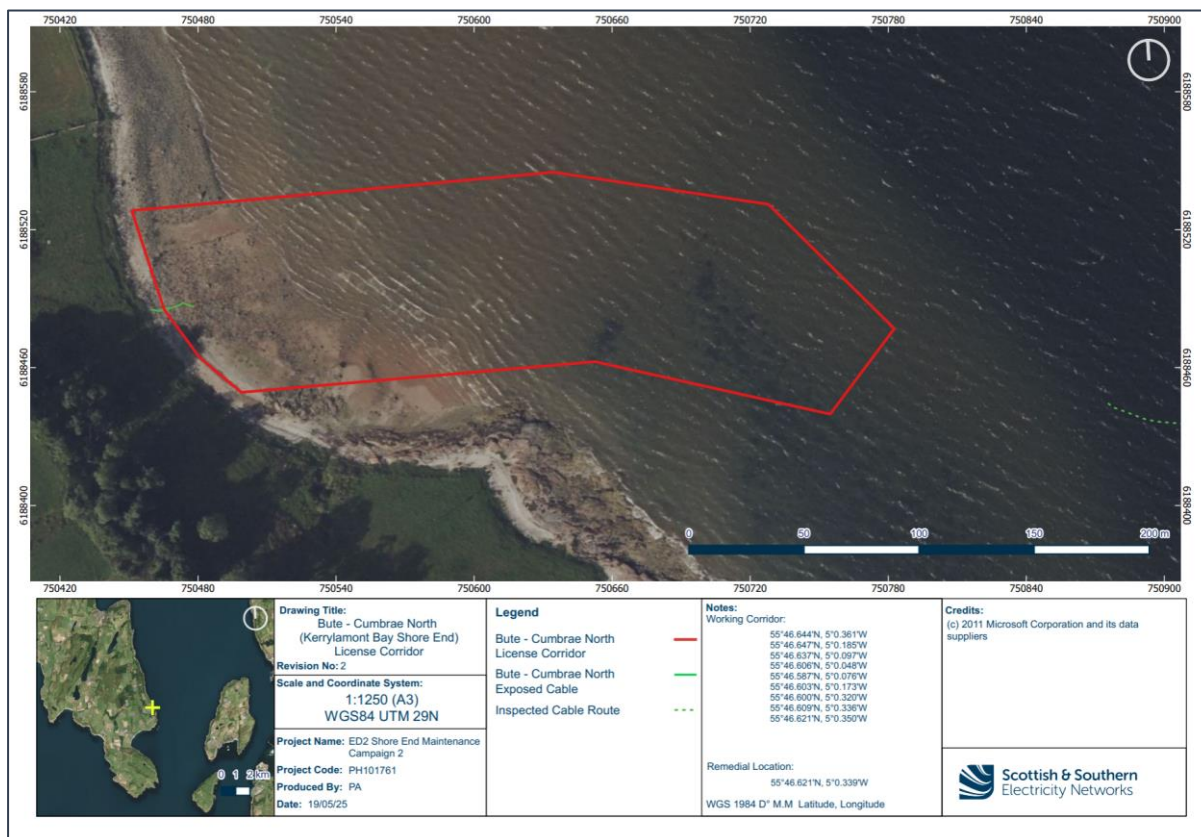 750420 750480 750540 750600 750660 750720 750780 750840 750900
6188580 6188580
6188520 6188520
6188460 6188460
6188400 6188400
0 50 100 150 200 m
750420 750480 750540 750600 750660 750720 750780 750840 750900
0 1 2 km
Drawing Title:
Bute - Cumbrae North
(Kerrylamont Bay Shore End)
License Corridor
Revision No: 2
Scale and Coordinate System:
1:1250 (A3)
WGS84 UTM 29N
Project Name: ED2 Shore End Maintenance
Campaign 2
Project Code: PH101761
Produced By: PA
Date: 19/05/25
Legend
Bute - Cumbrae North
License Corridor
Bute - Cumbrae North
Exposed Cable
Inspected Cable Route
Notes:
Working Corridor:
55°46.644'N, 5°0.361'W
55°46.647'N, 5°0.185'W
55°46.637'N, 5°0.097'W
55°46.606'N, 5°0.048'W
55°46.587'N, 5°0.076'W
55°46.603'N, 5°0.173'W
55°46.600'N, 5°0.320'W
55°46.609'N, 5°0.336'W
55°46.621'N, 5°0.350'W
Remedial Location:
55°46.621'N, 5°0.339'W
WGS 1984 D° M.M Latitude, Longitude
Credits:
(c) 2011 Microsoft Corporation and its data
suppliers
Scottish & Southern
Electricity Networks